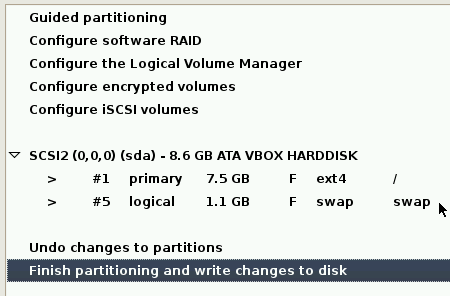 Guided partitioning
Configure software RAID
Configure the Logical Volume Manager
Configure encrypted volumes
Configure iSCSI volumes
SCSI2 (0,0,0) (sda) - 8.6 GB ATA VBOX HARDDISK
> #1 primary 7.5 GB F ext4 /
> #5 logical 1.1 GB F swap swap
Undo changes to partitions
Finish partitioning and write changes to disk